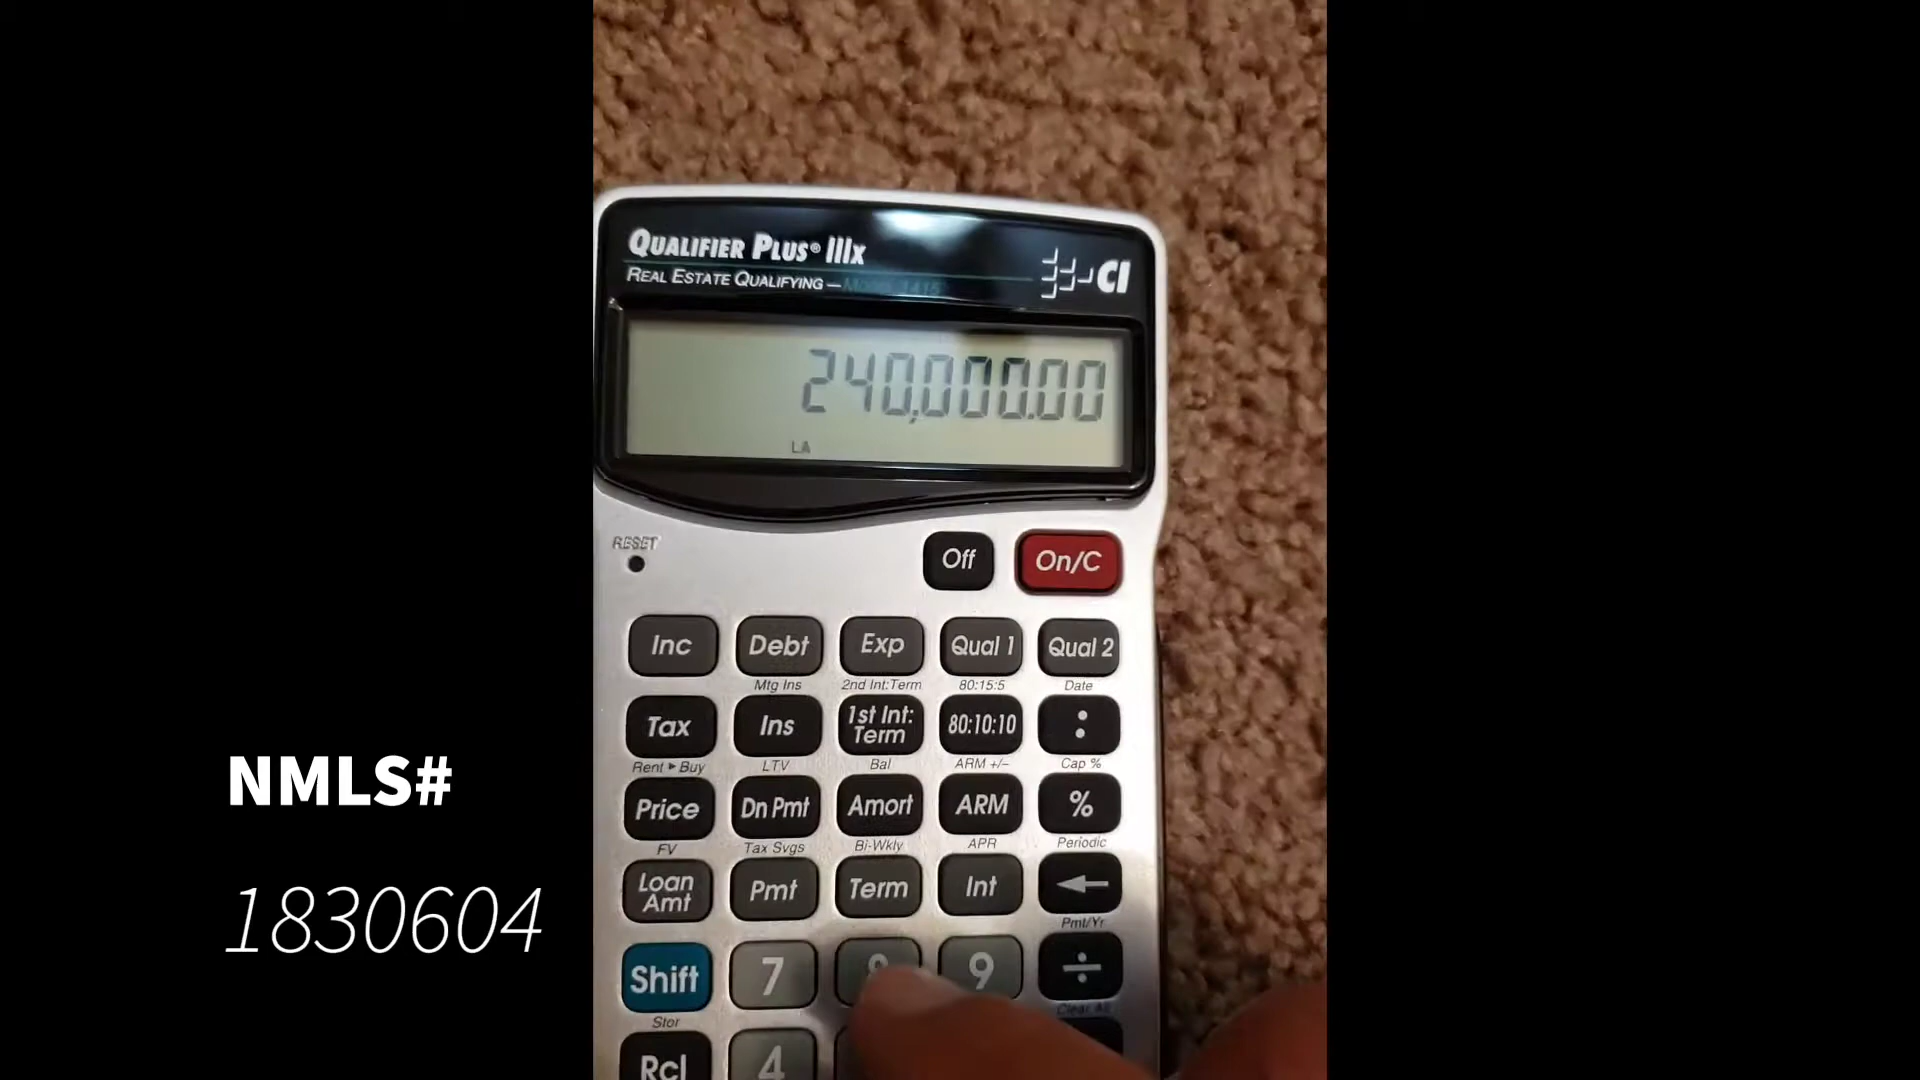 QUALIFIER PLUS® IIIx
REAL ESTATE QUALIFYING —
CI
240,000.00
LA
RESET
Off On/C
Inc Debt Exp Qual 1 Qual 2
Mtg Ins 2nd Int:Term 80:15:5 Date
Tax Ins 1st Int: Term 80:10:10 :
Rent ▸ Buy LTV Bal ARM +/– Cap %
Price Dn Pmt Amort ARM %
FV Tax Svgs Bi-Wkly APR Periodic
Loan Amt Pmt Term Int ←
Pmt/Yr
Shift 7 9 ÷
Stor
Rcl 4
NMLS#
1830604